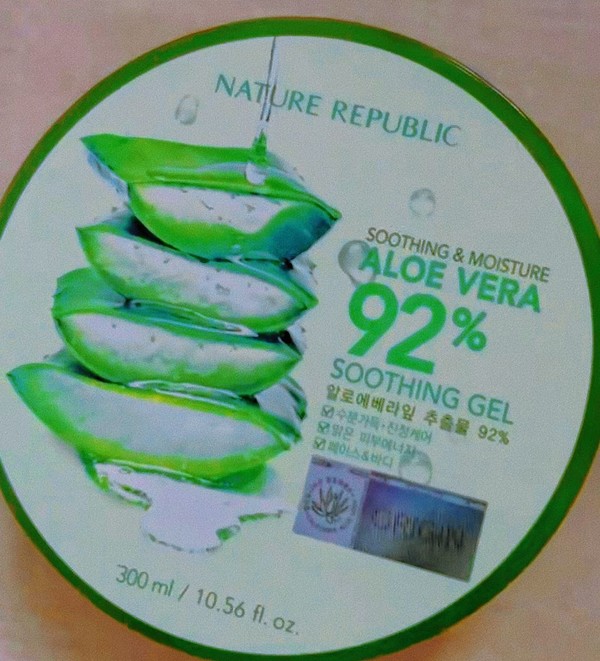 NATURE REPUBLIC
SOOTHING & MOISTURE
ALOE VERA
92%
SOOTHING GEL
알로에베라잎 추출물 92%
수분가득+진정케어
맑은 피부에너지
페이스&바디
ORIGIN
300 ml / 10.56 fl. oz.